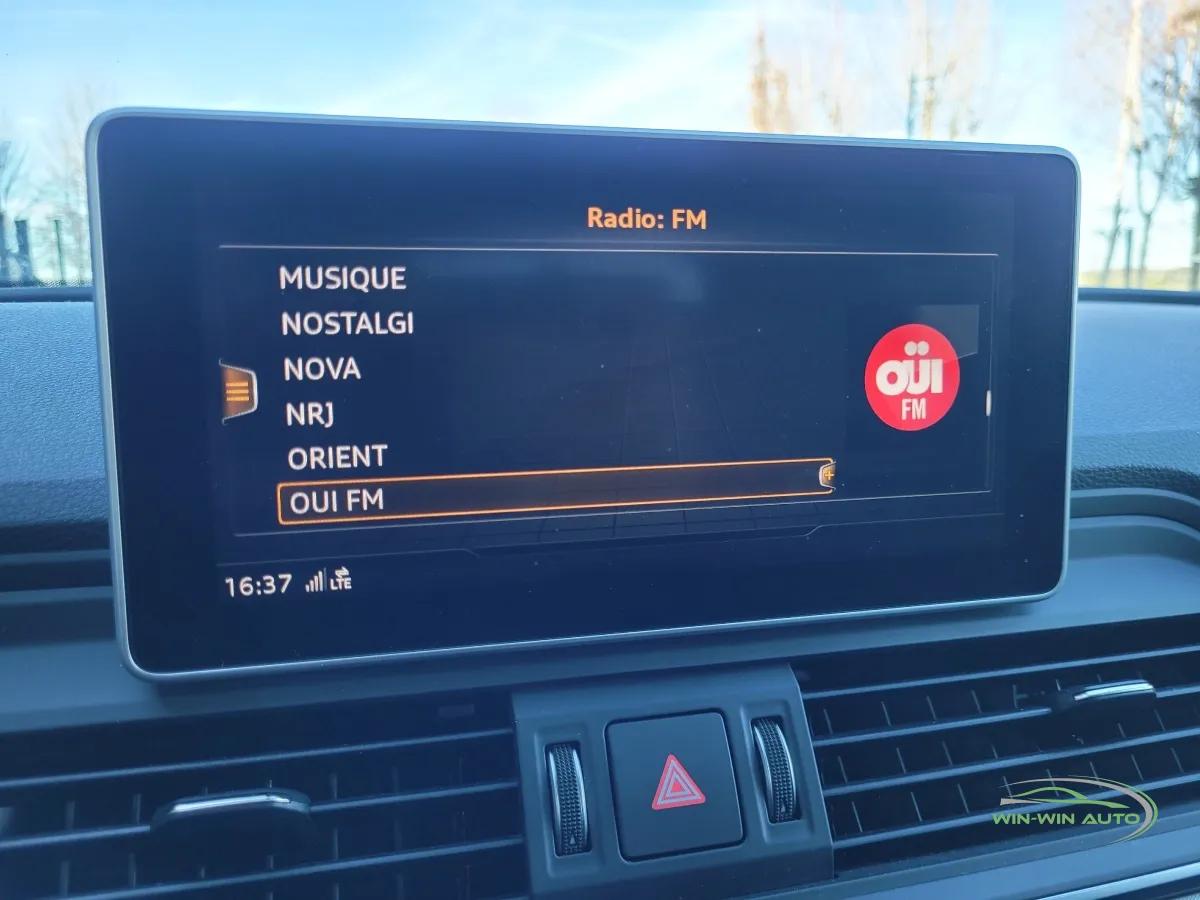 Radio: FM
MUSIQUE
NOSTALGI
NOVA
NRJ
ORIENT
OUI FM
OÜI
FM
16:37 LTE
WIN-WIN AUTO